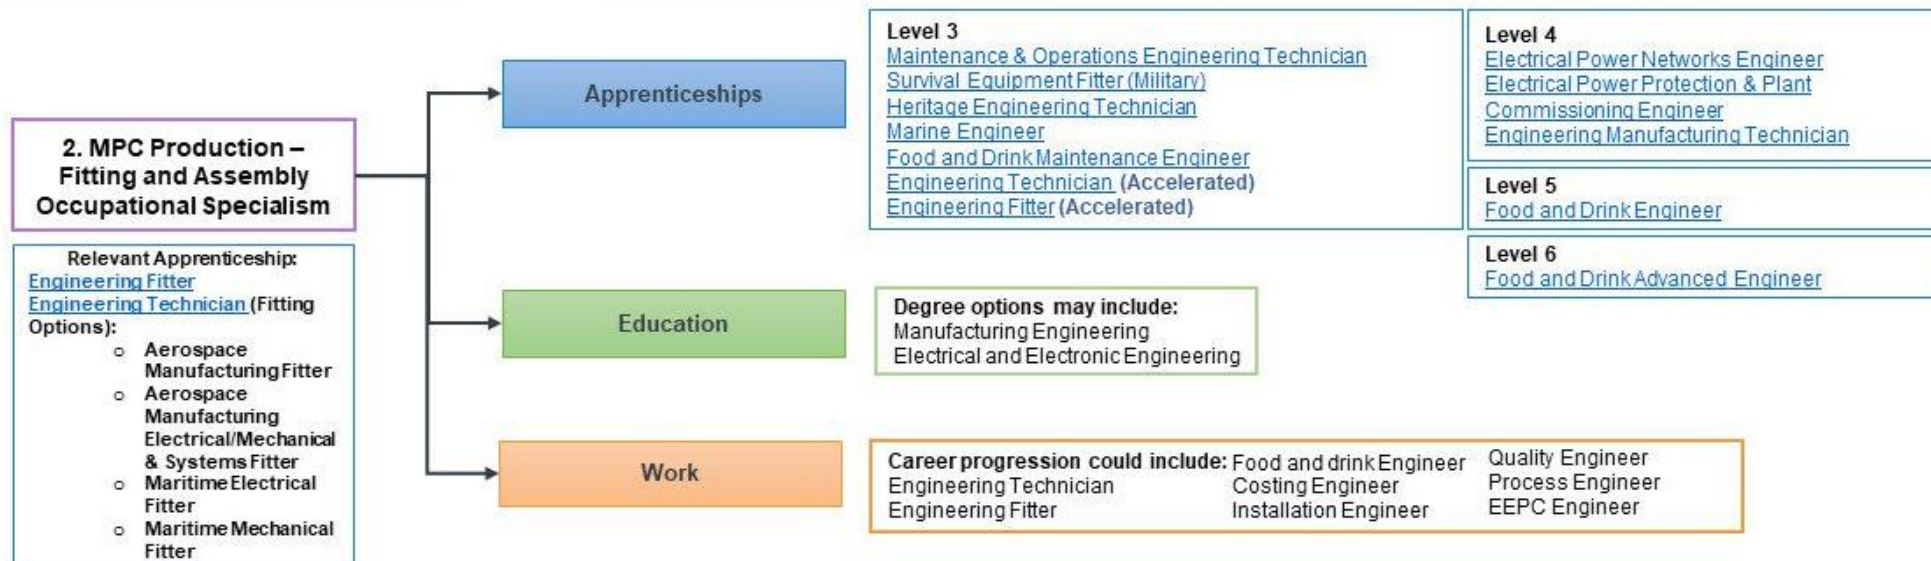 2. MPC Production –
Fitting and Assembly
Occupational Specialism
Relevant Apprenticeship:
Engineering Fitter
Engineering Technician (Fitting
Options):
o Aerospace
Manufacturing Fitter
o Aerospace
Manufacturing
Electrical/Mechanical
& Systems Fitter
o Maritime Electrical
Fitter
o Maritime Mechanical
Fitter
Apprenticeships
Level 3
Maintenance & Operations Engineering Technician
Survival Equipment Fitter (Military)
Heritage Engineering Technician
Marine Engineer
Food and Drink Maintenance Engineer
Engineering Technician (Accelerated)
Engineering Fitter (Accelerated)
Level 4
Electrical Power Networks Engineer
Electrical Power Protection & Plant
Commissioning Engineer
Engineering Manufacturing Technician
Level 5
Food and Drink Engineer
Level 6
Food and Drink Advanced Engineer
Education
Degree options may include:
Manufacturing Engineering
Electrical and Electronic Engineering
Work
Career progression could include:
Engineering Technician
Engineering Fitter
Food and drink Engineer
Costing Engineer
Installation Engineer
Quality Engineer
Process Engineer
EEPC Engineer